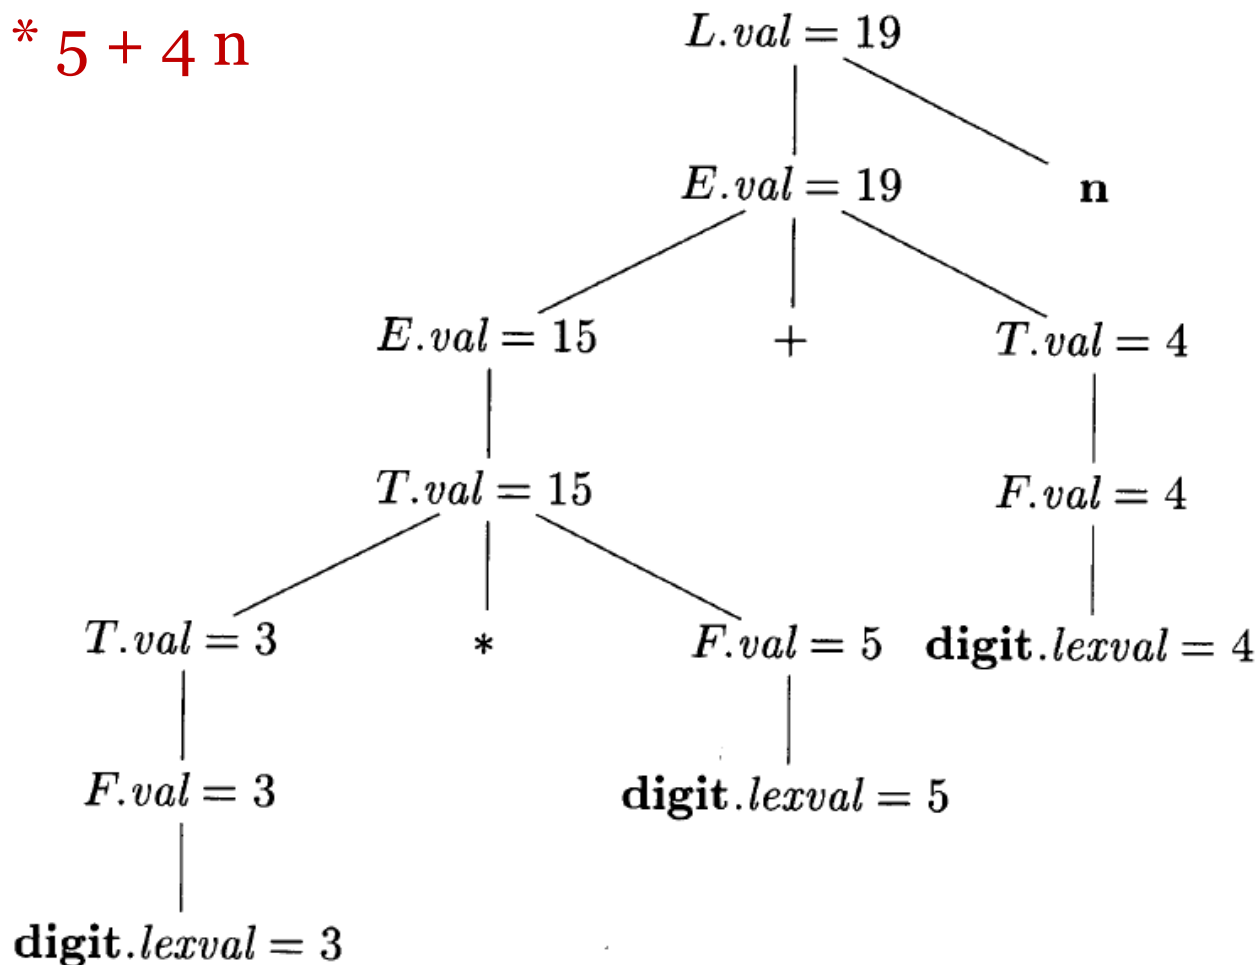 * 5 + 4 n
L.val = 19
E.val = 19 n
E.val = 15 + T.val = 4
T.val = 15 F.val = 4
T.val = 3 * F.val = 5 digit.lexval = 4
F.val = 3 digit.lexval = 5
digit.lexval = 3